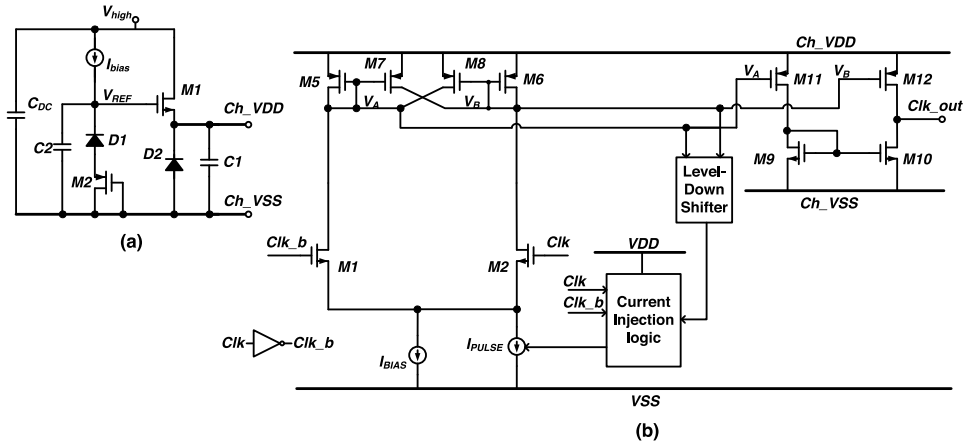 V_high
I_bias
M1
C_DC
V_REF
Ch_VDD
C2
D1
D2
C1
M2
Ch_VSS
(a)
Ch_VDD
M5
M7
M8
M6
V_A
V_B
V_A
M11
V_B
M12
Clk_out
M9
M10
Ch_VSS
Level-
Down
Shifter
Clk_b
M1
M2
Clk
VDD
Clk
Clk_b
Current
Injection
logic
Clk
Clk_b
I_BIAS
I_PULSE
VSS
(b)